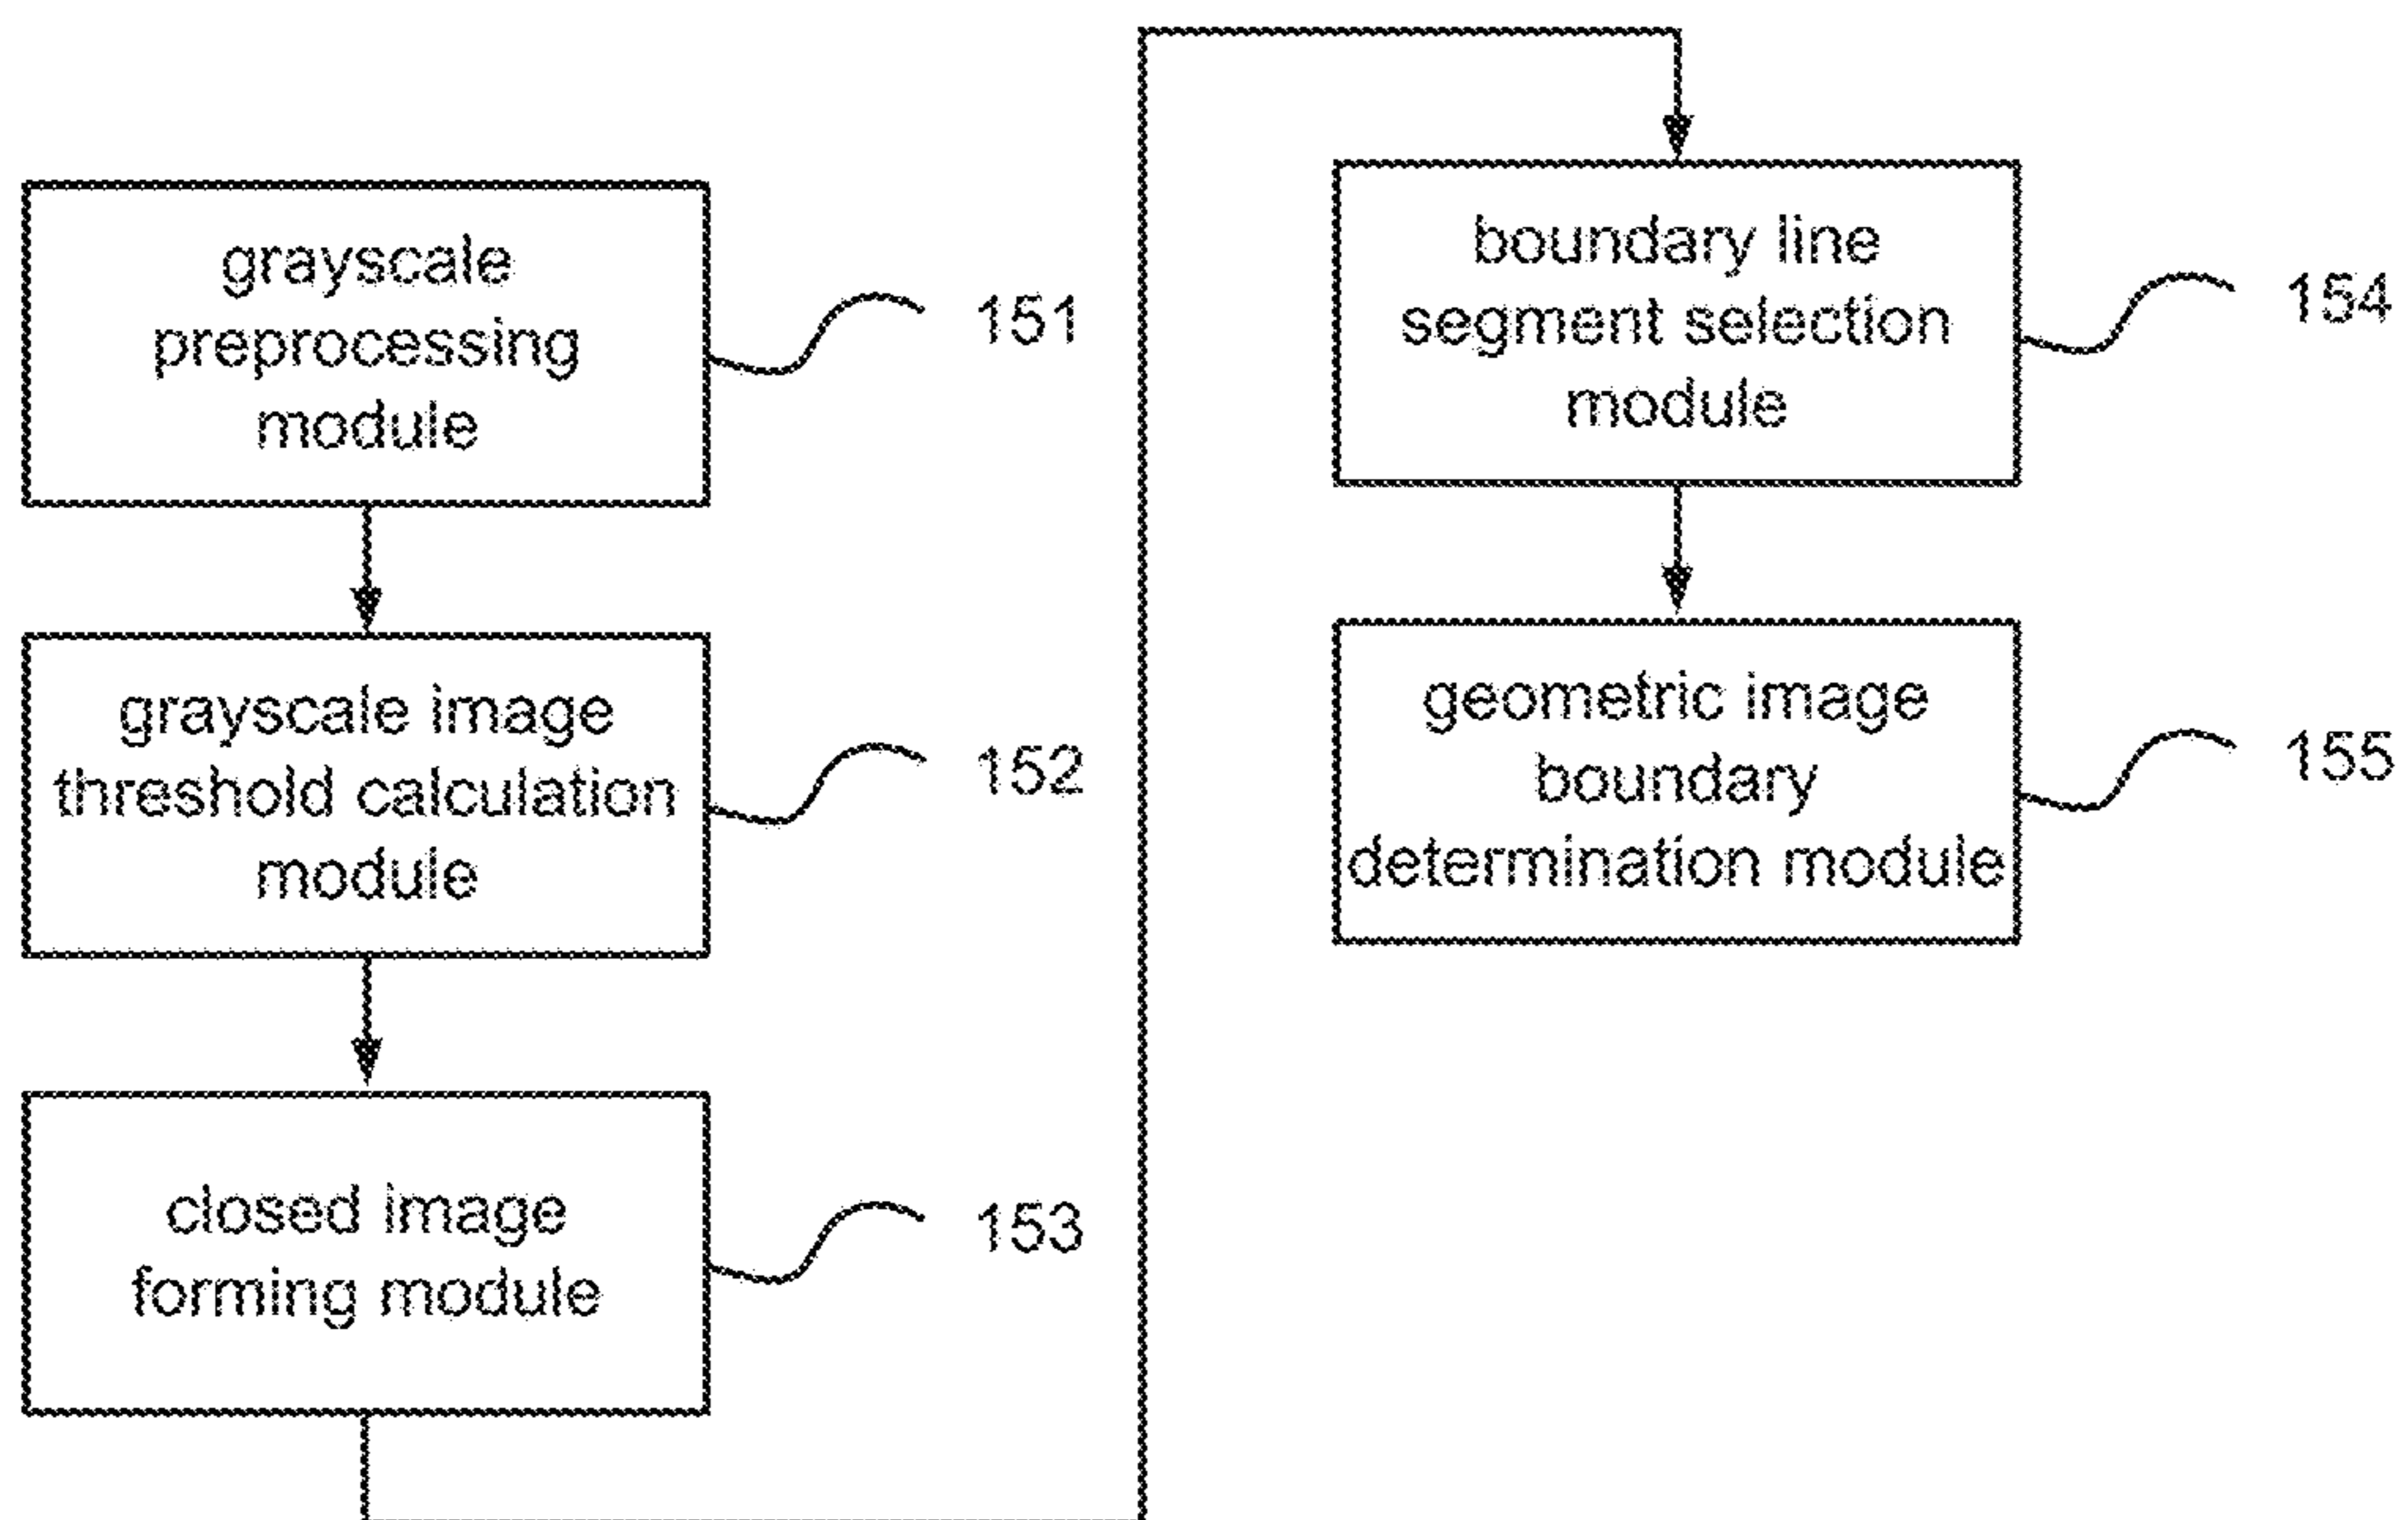 grayscale
preprocessing
module
151
grayscale image
threshold calculation
module
152
closed image
forming module
153
boundary line
segment selection
module
154
geometric image
boundary
determination module
155